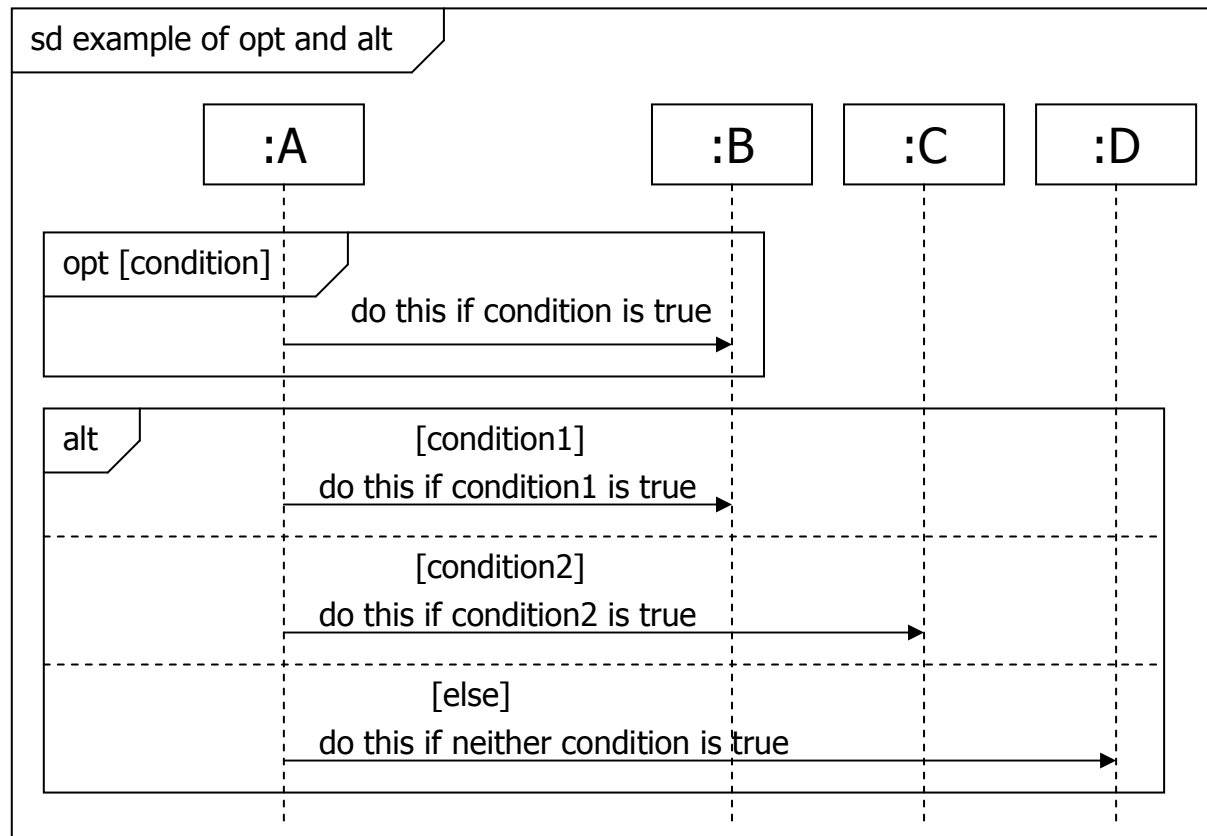 sd example of opt and alt
:A :B :C :D
opt [condition]
do this if condition is true
alt [condition1]
do this if condition1 is true
[condition2]
do this if condition2 is true
[else]
do this if neither condition is true